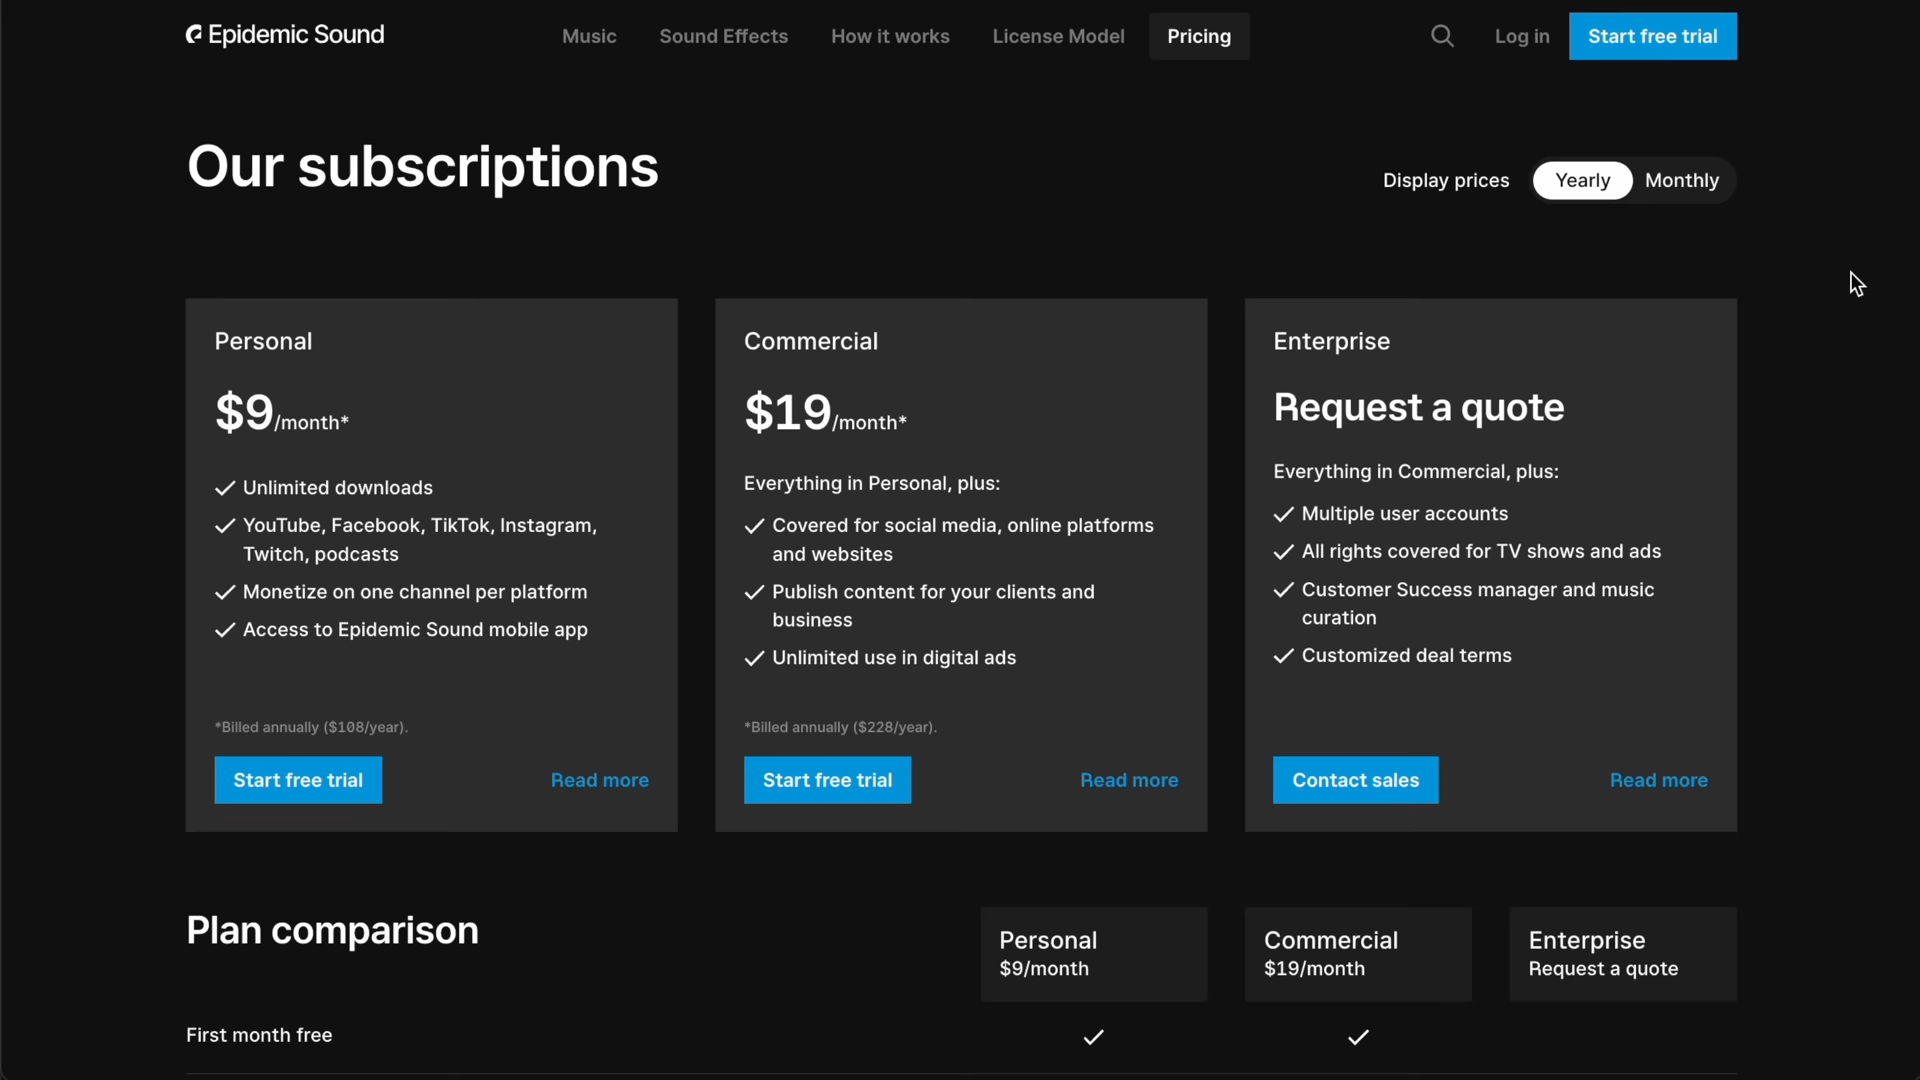 Epidemic Sound
Music
Sound Effects
How it works
License Model
Pricing
Log in
Start free trial
Our subscriptions
Display prices
Yearly
Monthly
Personal
$9/month*
Unlimited downloads
YouTube, Facebook, TikTok, Instagram,
Twitch, podcasts
Monetize on one channel per platform
Access to Epidemic Sound mobile app
*Billed annually ($108/year).
Start free trial
Read more
Commercial
$19/month*
Everything in Personal, plus:
Covered for social media, online platforms
and websites
Publish content for your clients and
business
Unlimited use in digital ads
*Billed annually ($228/year).
Start free trial
Read more
Enterprise
Request a quote
Everything in Commercial, plus:
Multiple user accounts
All rights covered for TV shows and ads
Customer Success manager and music
curation
Customized deal terms
Contact sales
Read more
Plan comparison
Personal
$9/month
Commercial
$19/month
Enterprise
Request a quote
First month free